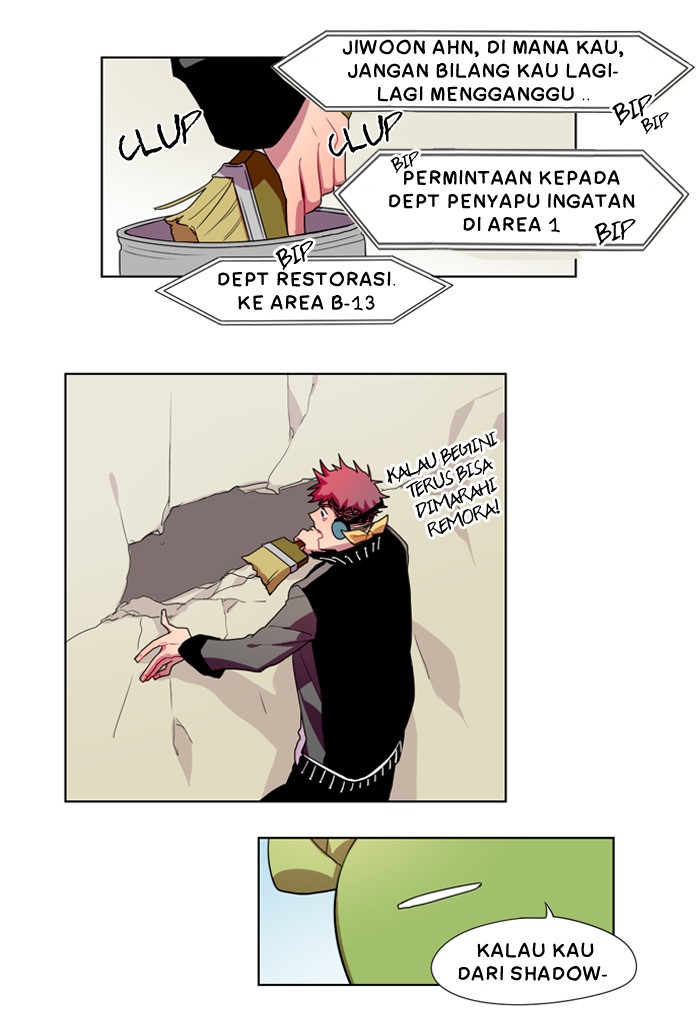 JIWOON AHN, DI MANA KAU,
JANGAN BILANG KAU LAGI-
LAGI MENGGANGGU ..
BIP
BIP
CLUP
CLUP
BIP
PERMINTAAN KEPADA
DEPT PENYAPU INGATAN
DI AREA 1
BIP
BIP
DEPT RESTORASI.
KE AREA B-13
KALAU BEGINI
TERUS BISA
DIMARAHI
REMORA!
KALAU KAU
DARI SHADOW-